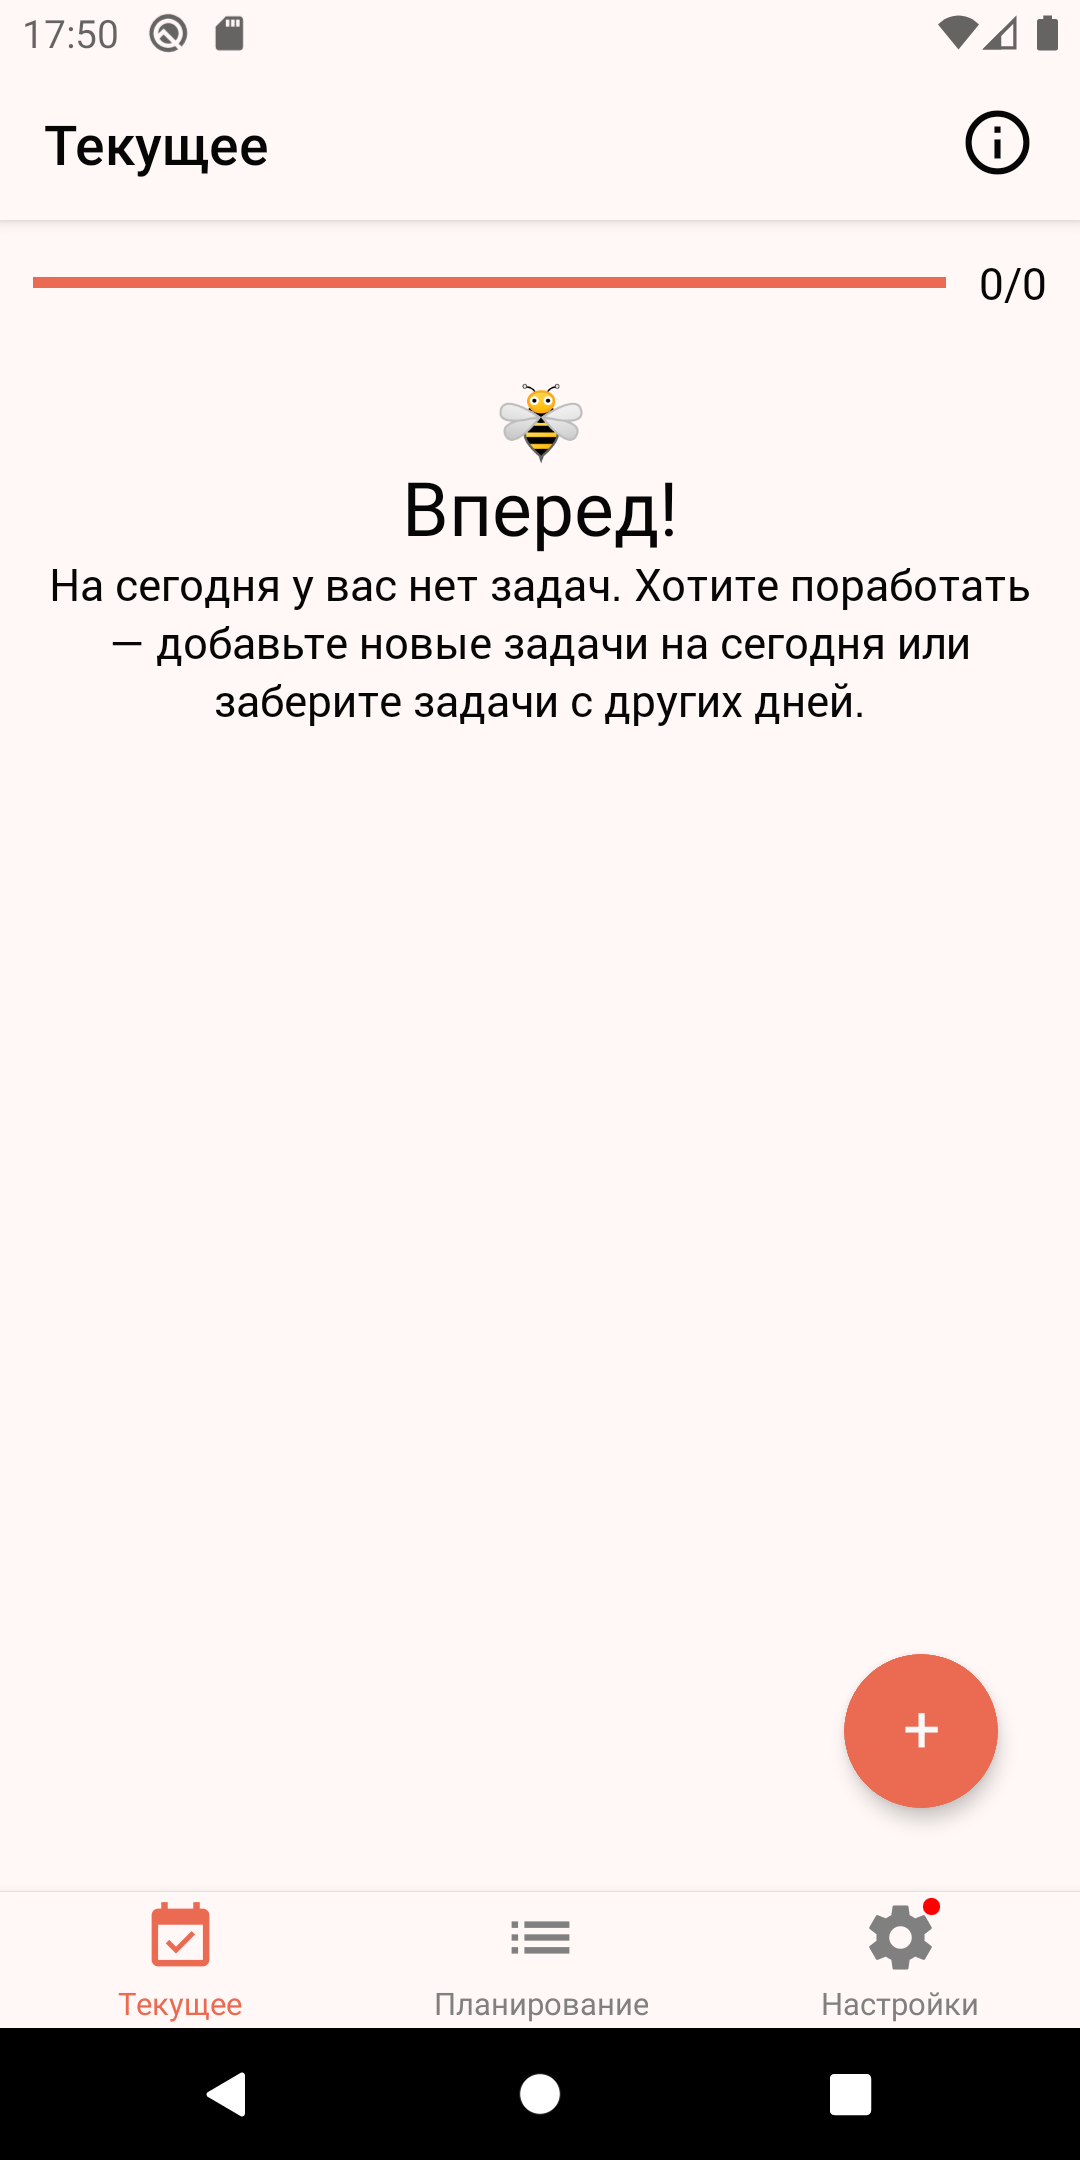 17:50
Текущее
0/0
Вперед!
На сегодня у вас нет задач. Хотите поработать
— добавьте новые задачи на сегодня или
заберите задачи с других дней.
+
Текущее
Планирование
Настройки